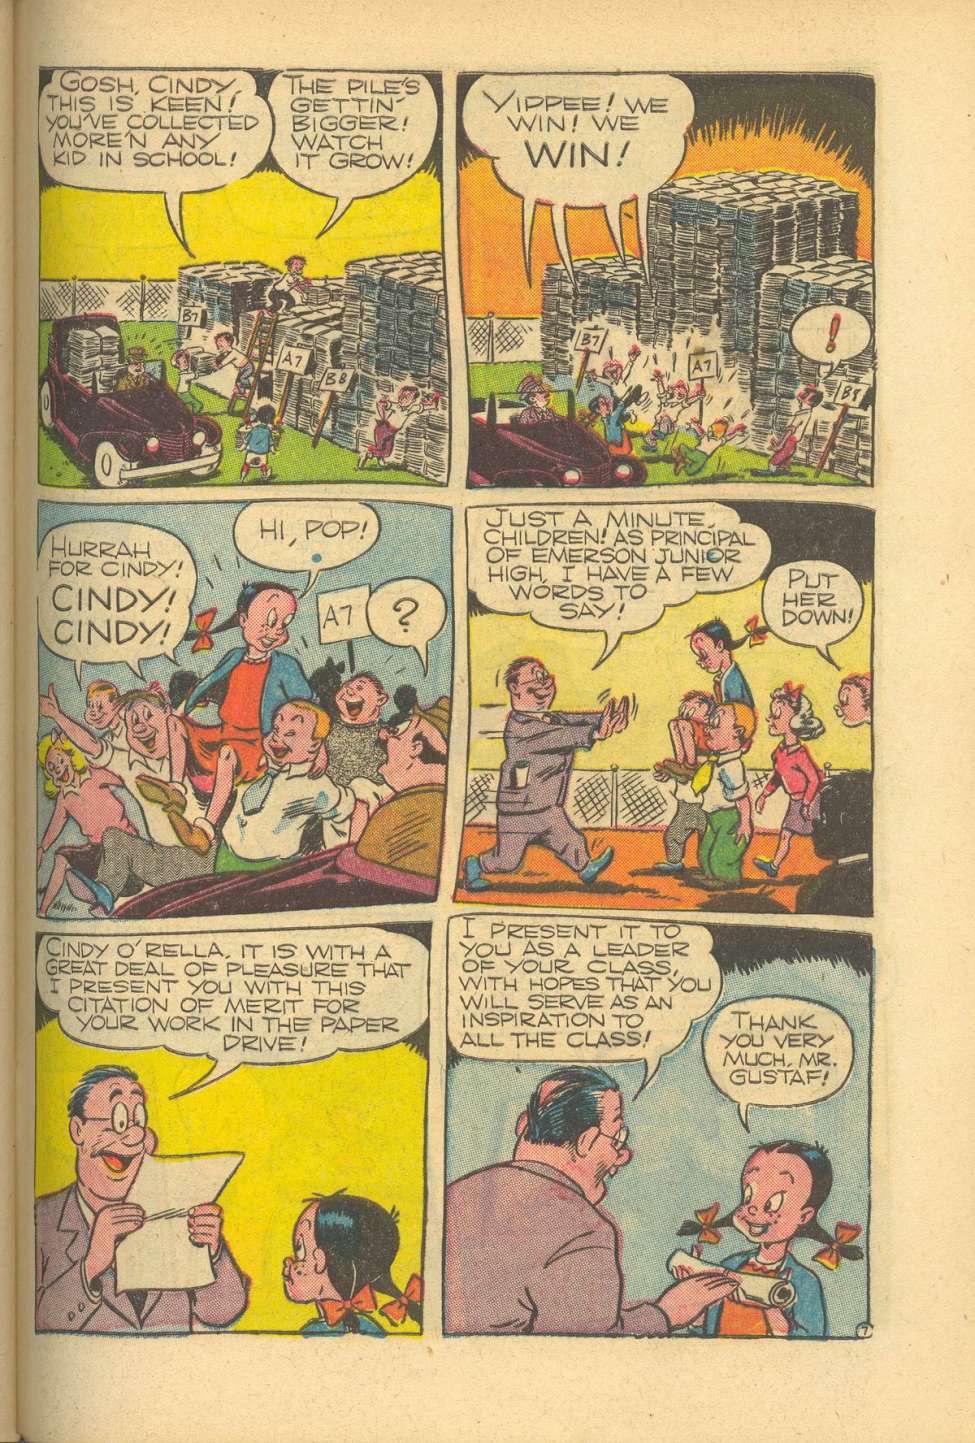 GOSH, CINDY,
THIS IS KEEN!
YOU'VE COLLECTED
MORE'N ANY
KID IN SCHOOL!
THE PILE'S
GETTIN'
BIGGER!
WATCH
IT GROW!
B7
A7
B8
YIPPEE! WE
WIN! WE
WIN!
!
B7
A7
B8
HURRAH
FOR CINDY!
CINDY!
CINDY!
HI, POP!
A7
?
JUST A MINUTE,
CHILDREN! AS PRINCIPAL
OF EMERSON JUNIOR
HIGH, I HAVE A FEW
WORDS TO
SAY!
PUT
HER
DOWN!
CINDY O'RELLA, IT IS WITH A
GREAT DEAL OF PLEASURE THAT
I PRESENT YOU WITH THIS
CITATION OF MERIT FOR
YOUR WORK IN THE PAPER
DRIVE!
I PRESENT IT TO
YOU AS A LEADER
OF YOUR CLASS,
WITH HOPES THAT YOU
WILL SERVE AS AN
INSPIRATION TO
ALL THE CLASS!
THANK
YOU VERY
MUCH, MR.
GUSTAF!
7